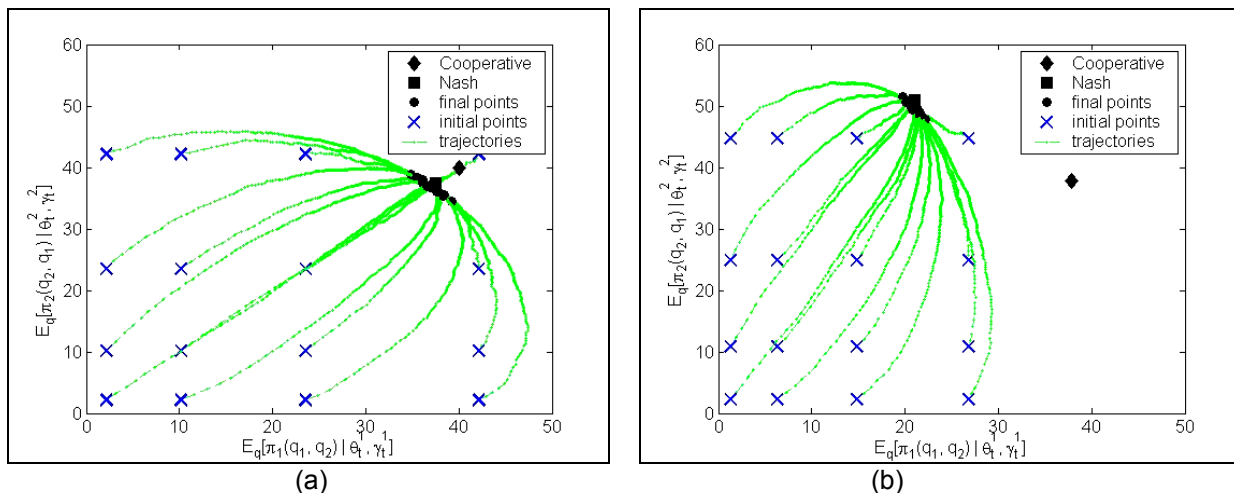 60
50
40
30
20
10
0
0 10 20 30 40 50
E_q[π_2(q_2, q_1) | θ_t^2, γ_t^2]
E_q[π_1(q_1, q_2) | θ_t^1, γ_t^1]
Cooperative
Nash
final points
initial points
trajectories
(a)
60
50
40
30
20
10
0
0 10 20 30 40 50
E_q[π_2(q_2, q_1) | θ_t^2, γ_t^2]
E_q[π_1(q_1, q_2) | θ_t^1, γ_t^1]
Cooperative
Nash
final points
initial points
trajectories
(b)